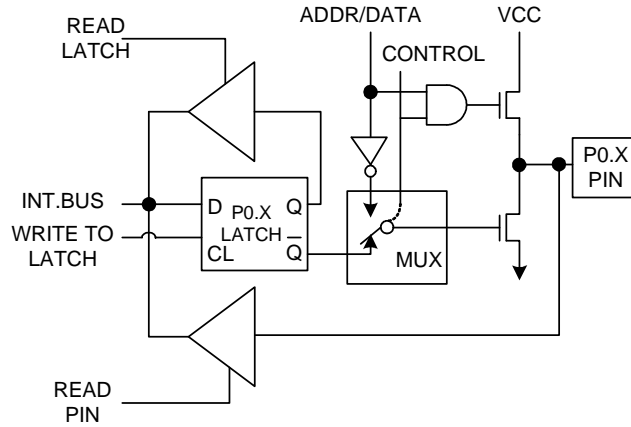 READ
LATCH
ADDR/DATA
VCC
CONTROL
P0.X
PIN
INT.BUS
D
P0.X
Q
WRITE TO
LATCH
LATCH
CL
Q̅
MUX
READ
PIN